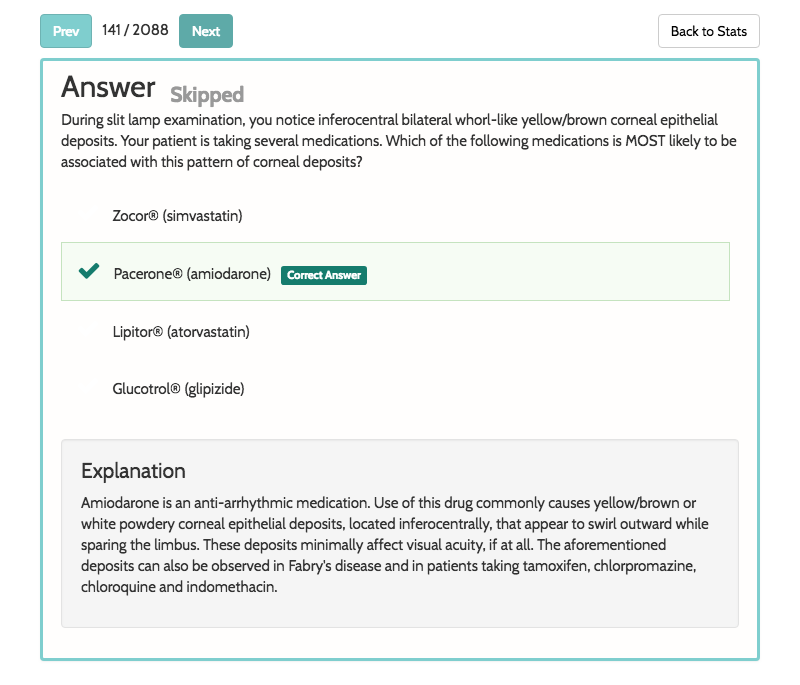 Prev 141 / 2088 Next Back to Stats
Answer Skipped
During slit lamp examination, you notice inferocentral bilateral whorl-like yellow/brown corneal epithelial
deposits. Your patient is taking several medications. Which of the following medications is MOST likely to be
associated with this pattern of corneal deposits?
Zocor® (simvastatin)
Pacerone® (amiodarone) Correct Answer
Lipitor® (atorvastatin)
Glucotrol® (glipizide)
Explanation
Amiodarone is an anti-arrhythmic medication. Use of this drug commonly causes yellow/brown or
white powdery corneal epithelial deposits, located inferocentrally, that appear to swirl outward while
sparing the limbus. These deposits minimally affect visual acuity, if at all. The aforementioned
deposits can also be observed in Fabry's disease and in patients taking tamoxifen, chlorpromazine,
chloroquine and indomethacin.